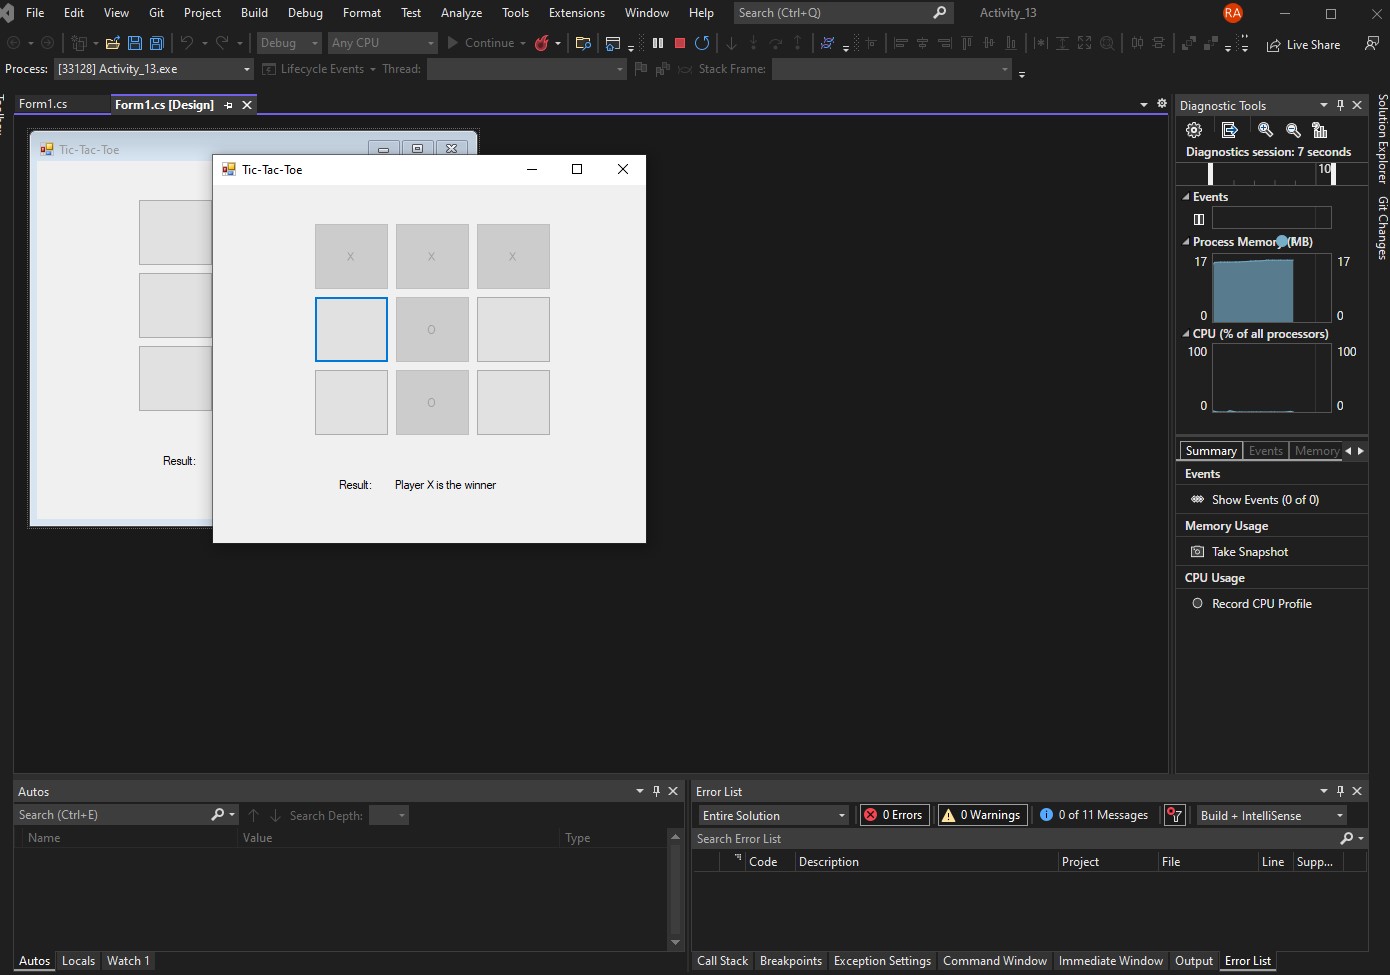 File Edit View Git Project Build Debug Format Test Analyze Tools Extensions Window Help Search (Ctrl+Q) Activity_13 RA
Debug Any CPU Continue Live Share
Process: [33128] Activity_13.exe Lifecycle Events Thread: Stack Frame:
Form1.cs Form1.cs [Design]
Tic-Tac-Toe
Result:
Tic-Tac-Toe
X X X
O
O
Result: Player X is the winner
Diagnostic Tools
Diagnostics session: 7 seconds
10
Events
Process Memory (MB)
17 17
0 0
CPU (% of all processors)
100 100
0 0
Summary Events Memory
Events
Show Events (0 of 0)
Memory Usage
Take Snapshot
CPU Usage
Record CPU Profile
Solution Explorer
Git Changes
Autos
Search (Ctrl+E) Search Depth:
Name Value Type
Autos Locals Watch 1
Error List
Entire Solution 0 Errors 0 Warnings 0 of 11 Messages Build + IntelliSense
Search Error List
Code Description Project File Line Supp...
Call Stack Breakpoints Exception Settings Command Window Immediate Window Output Error List